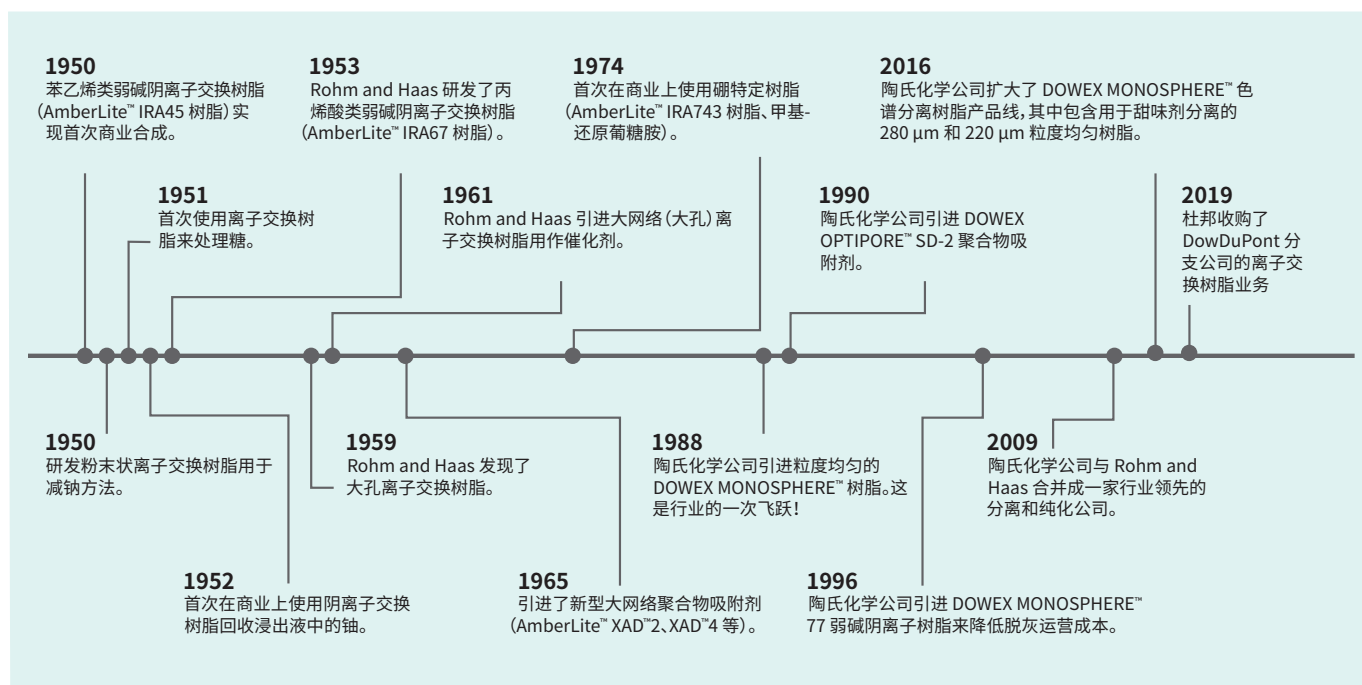 1950
苯乙烯类弱碱阴离子交换树脂
（AmberLite™ IRA45 树脂）实
现首次商业合成。
1953
Rohm and Haas 研发了丙
烯酸类弱碱阴离子交换树脂
（AmberLite™ IRA67 树脂）。
1974
首次在商业上使用硼特定树脂
（AmberLite™ IRA743 树脂、甲基-
还原葡糖胺）。
2016
陶氏化学公司扩大了 DOWEX MONOSPHERE™ 色
谱分离树脂产品线，其中包含用于甜味剂分离的
280 μm 和 220 μm 粒度均匀树脂。
1951
首次使用离子交换树
脂来处理糖。
1961
Rohm and Haas 引进大网络（大孔）离
子交换树脂用作催化剂。
1990
陶氏化学公司引进 DOWEX
OPTIPORE™ SD-2 聚合物吸
附剂。
2019
杜邦收购了
DowDuPont 分
支公司的离子交
换树脂业务
1950
研发粉末状离子交换树脂用于
减钠方法。
1959
Rohm and Haas 发现了
大孔离子交换树脂。
1988
陶氏化学公司引进粒度均匀的
DOWEX MONOSPHERE™ 树脂。这
是行业的一次飞跃！
2009
陶氏化学公司与 Rohm and
Haas 合并成一家行业领先的
分离和纯化公司。
1952
首次在商业上使用阴离子交换
树脂回收浸出液中的铀。
1965
引进了新型大网络聚合物吸附剂
（AmberLite™ XAD™2、XAD™4 等）。
1996
陶氏化学公司引进 DOWEX MONOSPHERE™
77 弱碱阴离子树脂来降低脱灰运营成本。